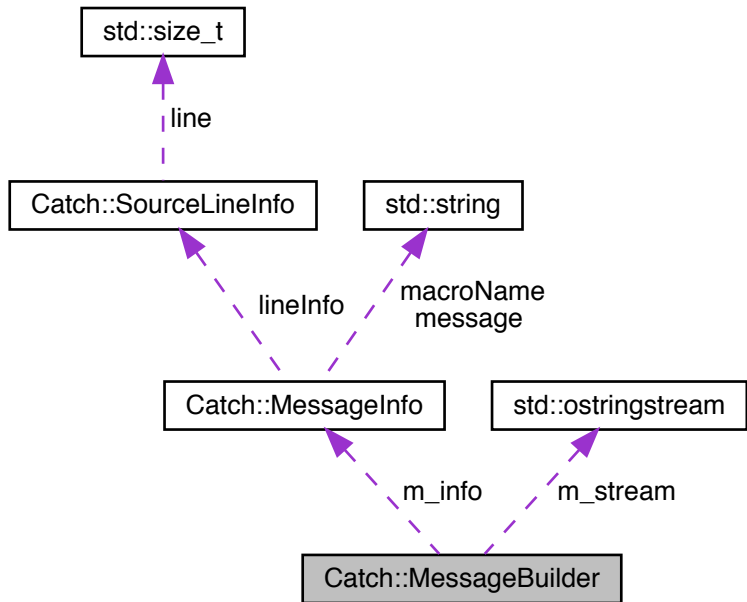 std::size_t
line
Catch::SourceLineInfo
std::string
lineInfo
macroName
message
Catch::MessageInfo
std::ostringstream
m_info
m_stream
Catch::MessageBuilder